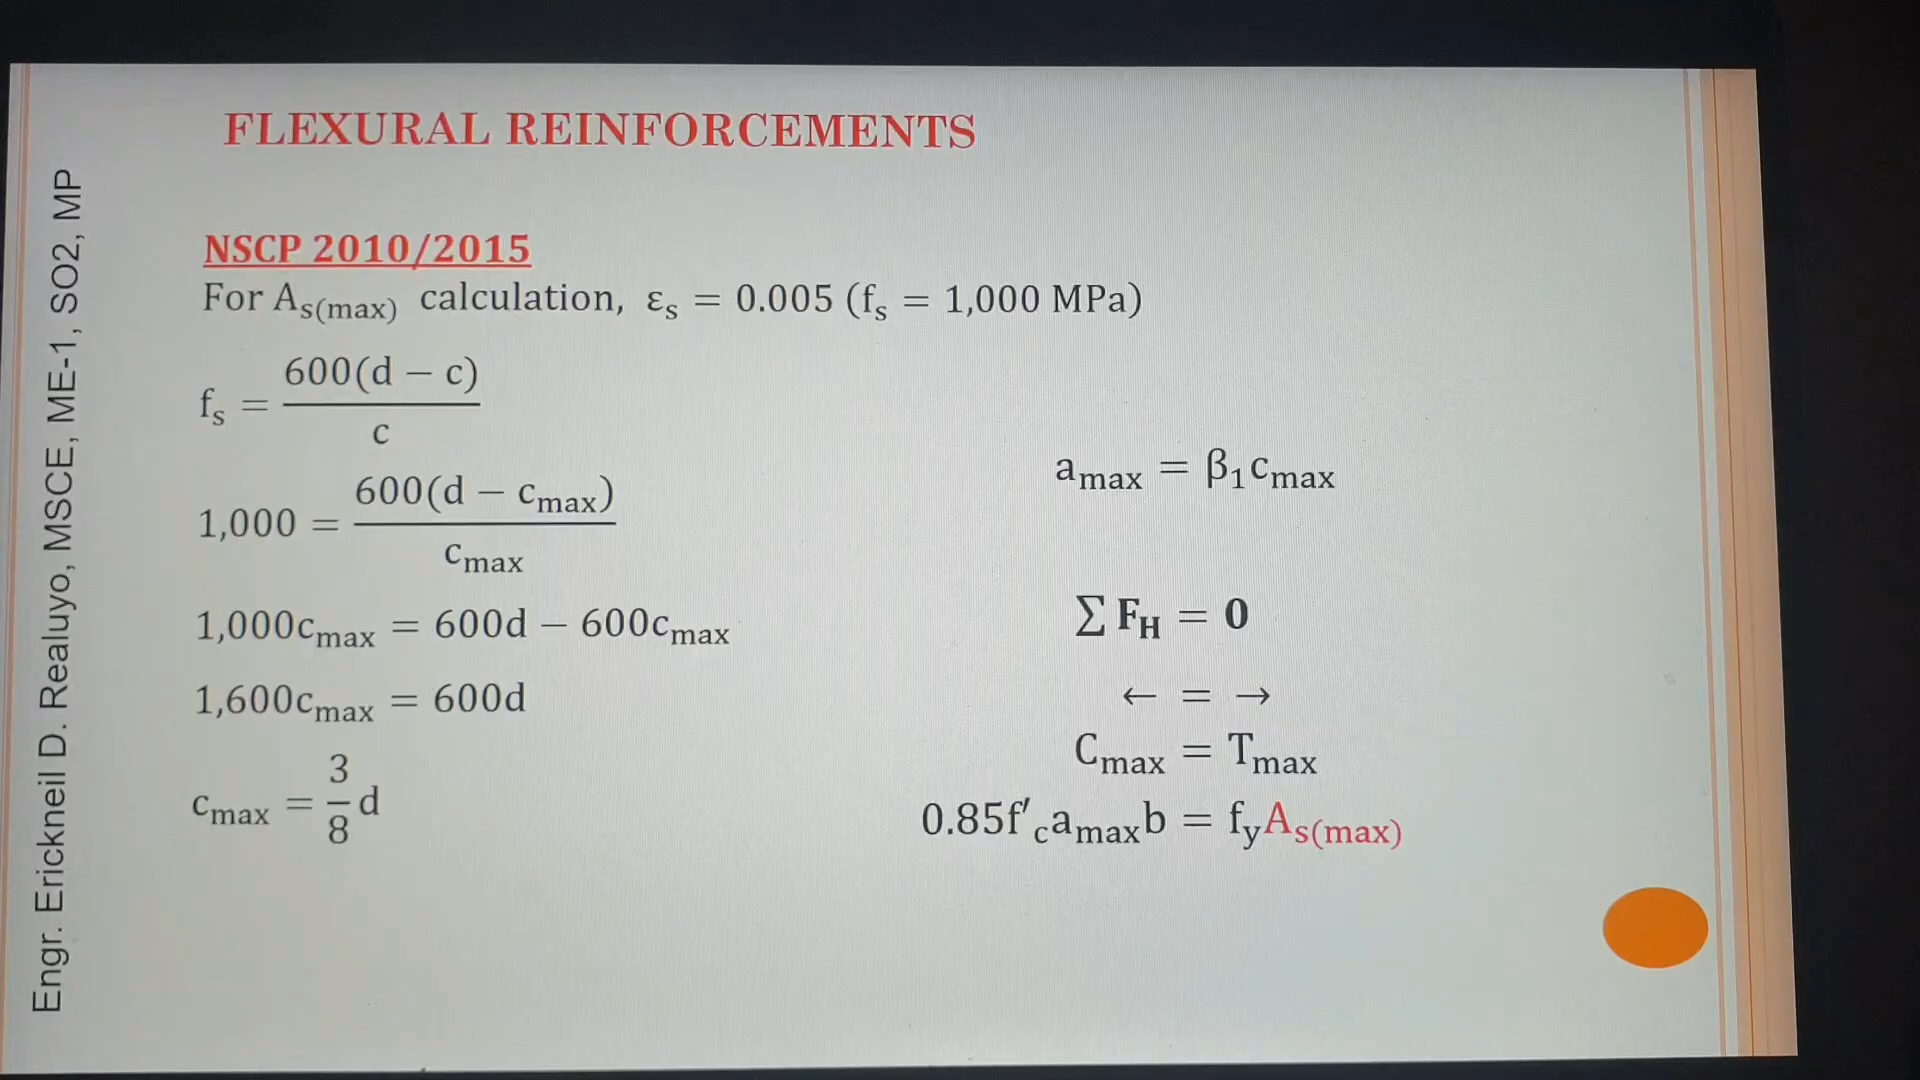 FLEXURAL REINFORCEMENTS
NSCP 2010/2015
For A_s(max) calculation, ε_s = 0.005 (f_s = 1,000 MPa)
f_s = 600(d − c) / c
1,000 = 600(d − c_max) / c_max
1,000c_max = 600d − 600c_max
1,600c_max = 600d
c_max = 3/8 d
a_max = β₁c_max
∑ F_H = 0
← = →
C_max = T_max
0.85f'_c a_max b = f_y A_s(max)
Engr. Erickneil D. Realuyo, MSCE, ME-1, SO2, MP